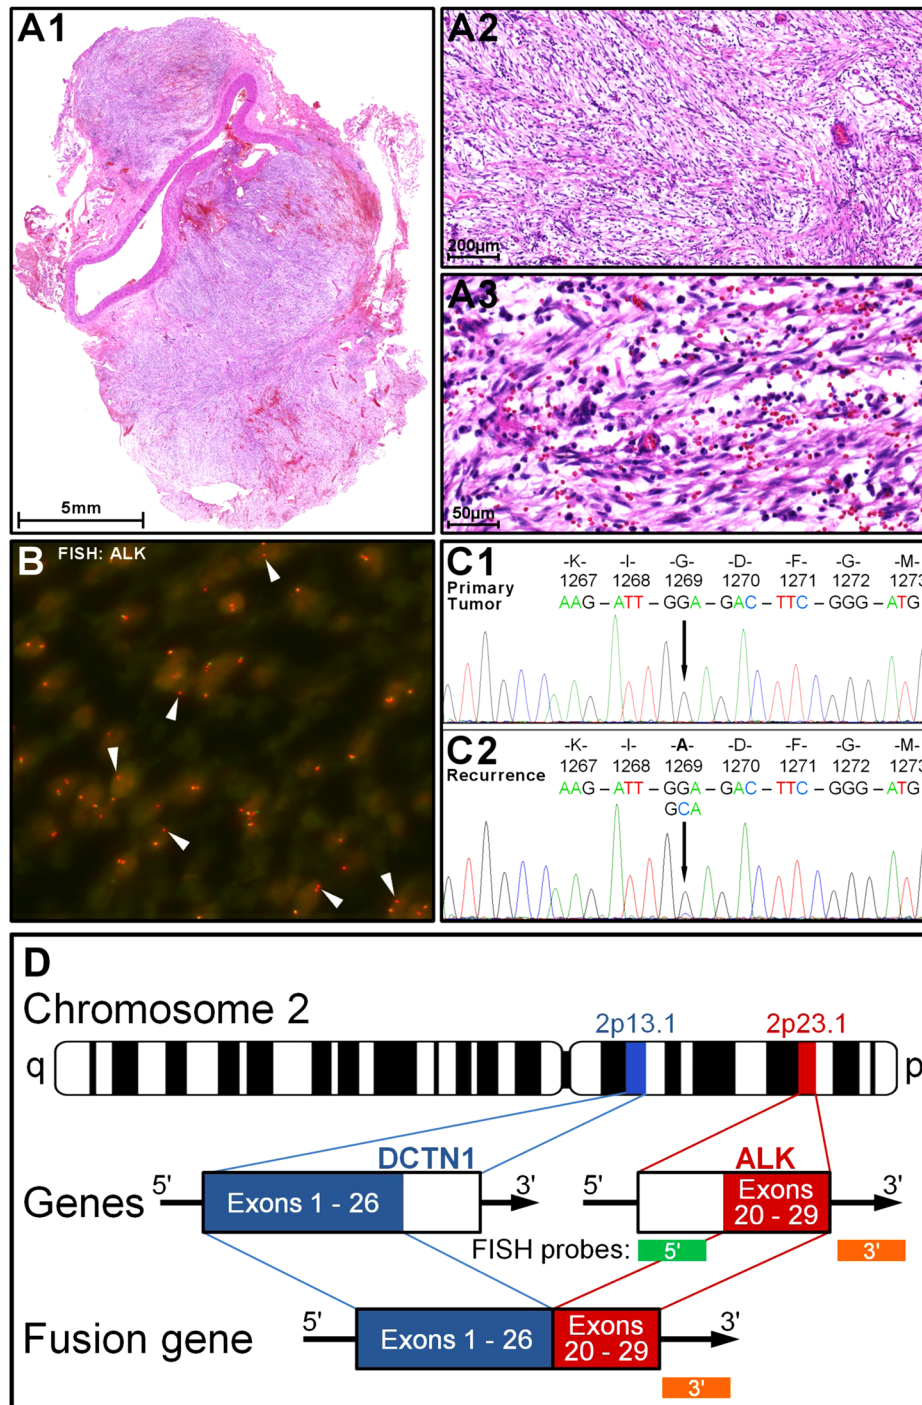 A1
5mm
A2
200µm
A3
50µm
B FISH: ALK
C1
Primary
Tumor
-K- -I- -G- -D- -F- -G- -M-
1267 1268 1269 1270 1271 1272 1273
AAG – ATT – GGA – GAC – TTC – GGG – ATG
C2
Recurrence
-K- -I- -A- -D- -F- -G- -M-
1267 1268 1269 1270 1271 1272 1273
AAG – ATT – GGA – GAC – TTC – GGG – ATG
GCA
D
Chromosome 2
2p13.1 2p23.1
q p
DCTN1 ALK
Genes 5' Exons 1 - 26 3' 5' Exons 20 - 29 3'
FISH probes: 5' 3'
Fusion gene 5' Exons 1 - 26 Exons 20 - 29 3'
3'